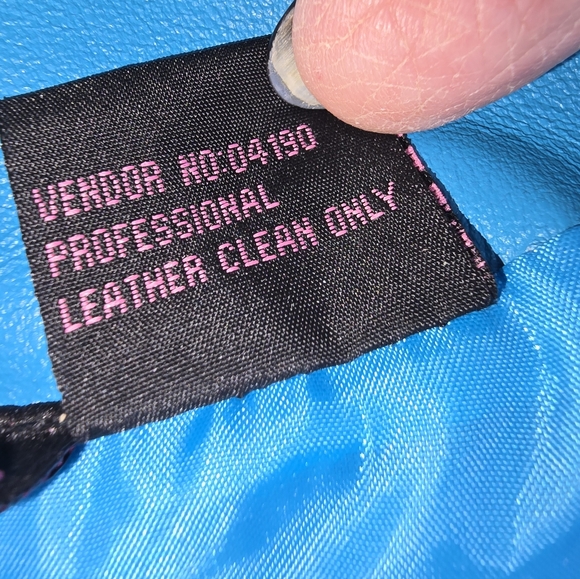 VENDOR NO:04190
PROFESSIONAL
LEATHER CLEAN ONLY